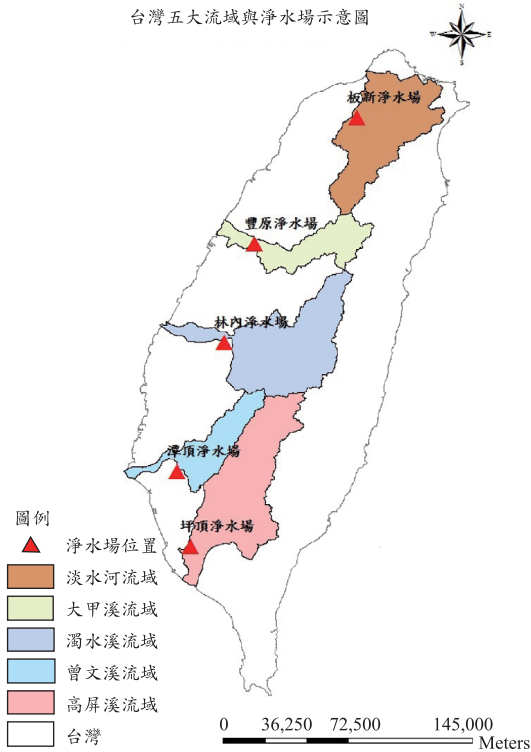 台灣五大流域與淨水場示意圖
N
W
E
S
板新淨水場
豐原淨水場
林內淨水場
潭頂淨水場
坪頂淨水場
圖例
淨水場位置
淡水河流域
大甲溪流域
濁水溪流域
曾文溪流域
高屏溪流域
台灣
0 36,250 72,500 145,000
Meters